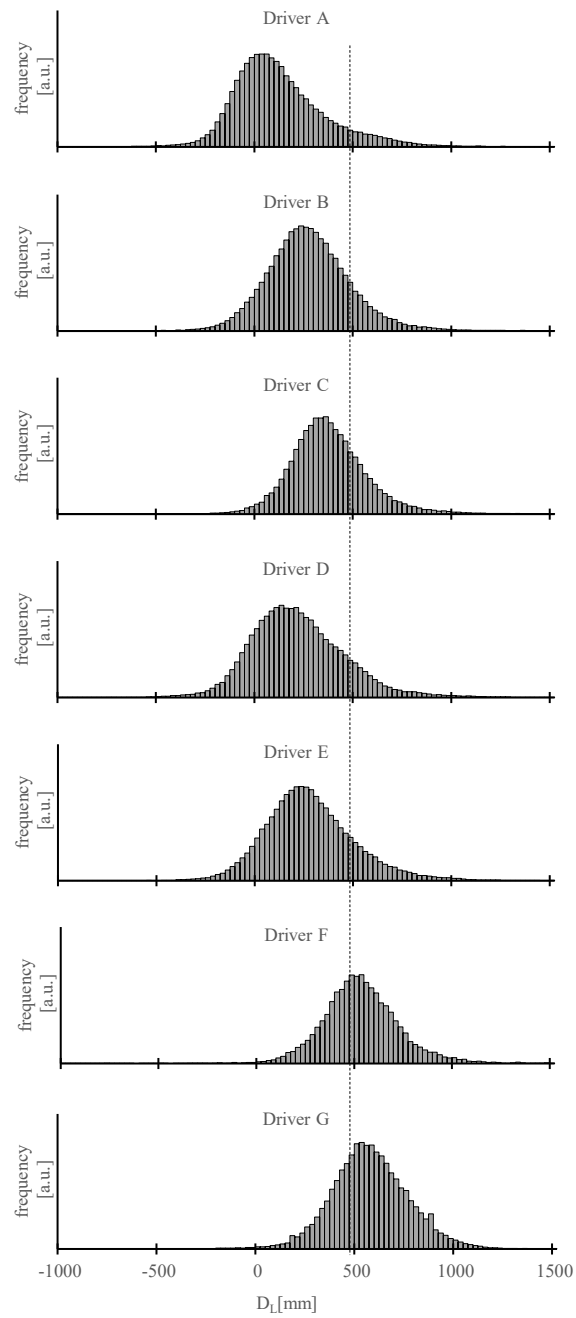 Driver A
frequency
[a.u.]
Driver B
frequency
[a.u.]
Driver C
frequency
[a.u.]
Driver D
frequency
[a.u.]
Driver E
frequency
[a.u.]
Driver F
frequency
[a.u.]
Driver G
frequency
[a.u.]
-1000 -500 0 500 1000 1500
D_L[mm]